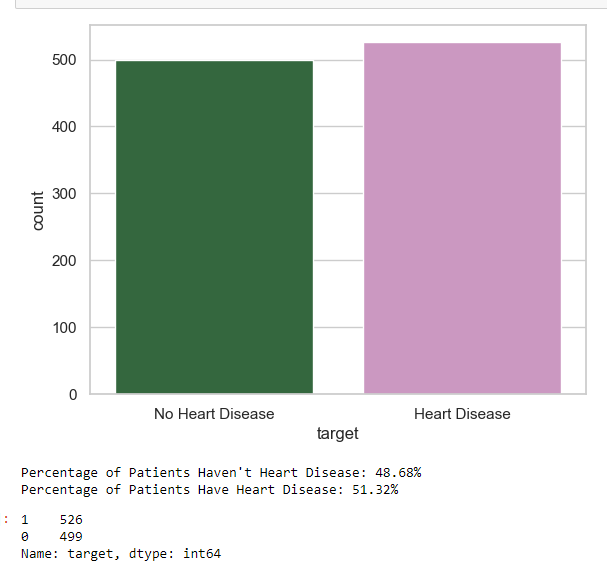 500
400
300
200
100
0
count
No Heart Disease Heart Disease
target
Percentage of Patients Haven't Heart Disease: 48.68%
Percentage of Patients Have Heart Disease: 51.32%
: 1 526
0 499
Name: target, dtype: int64